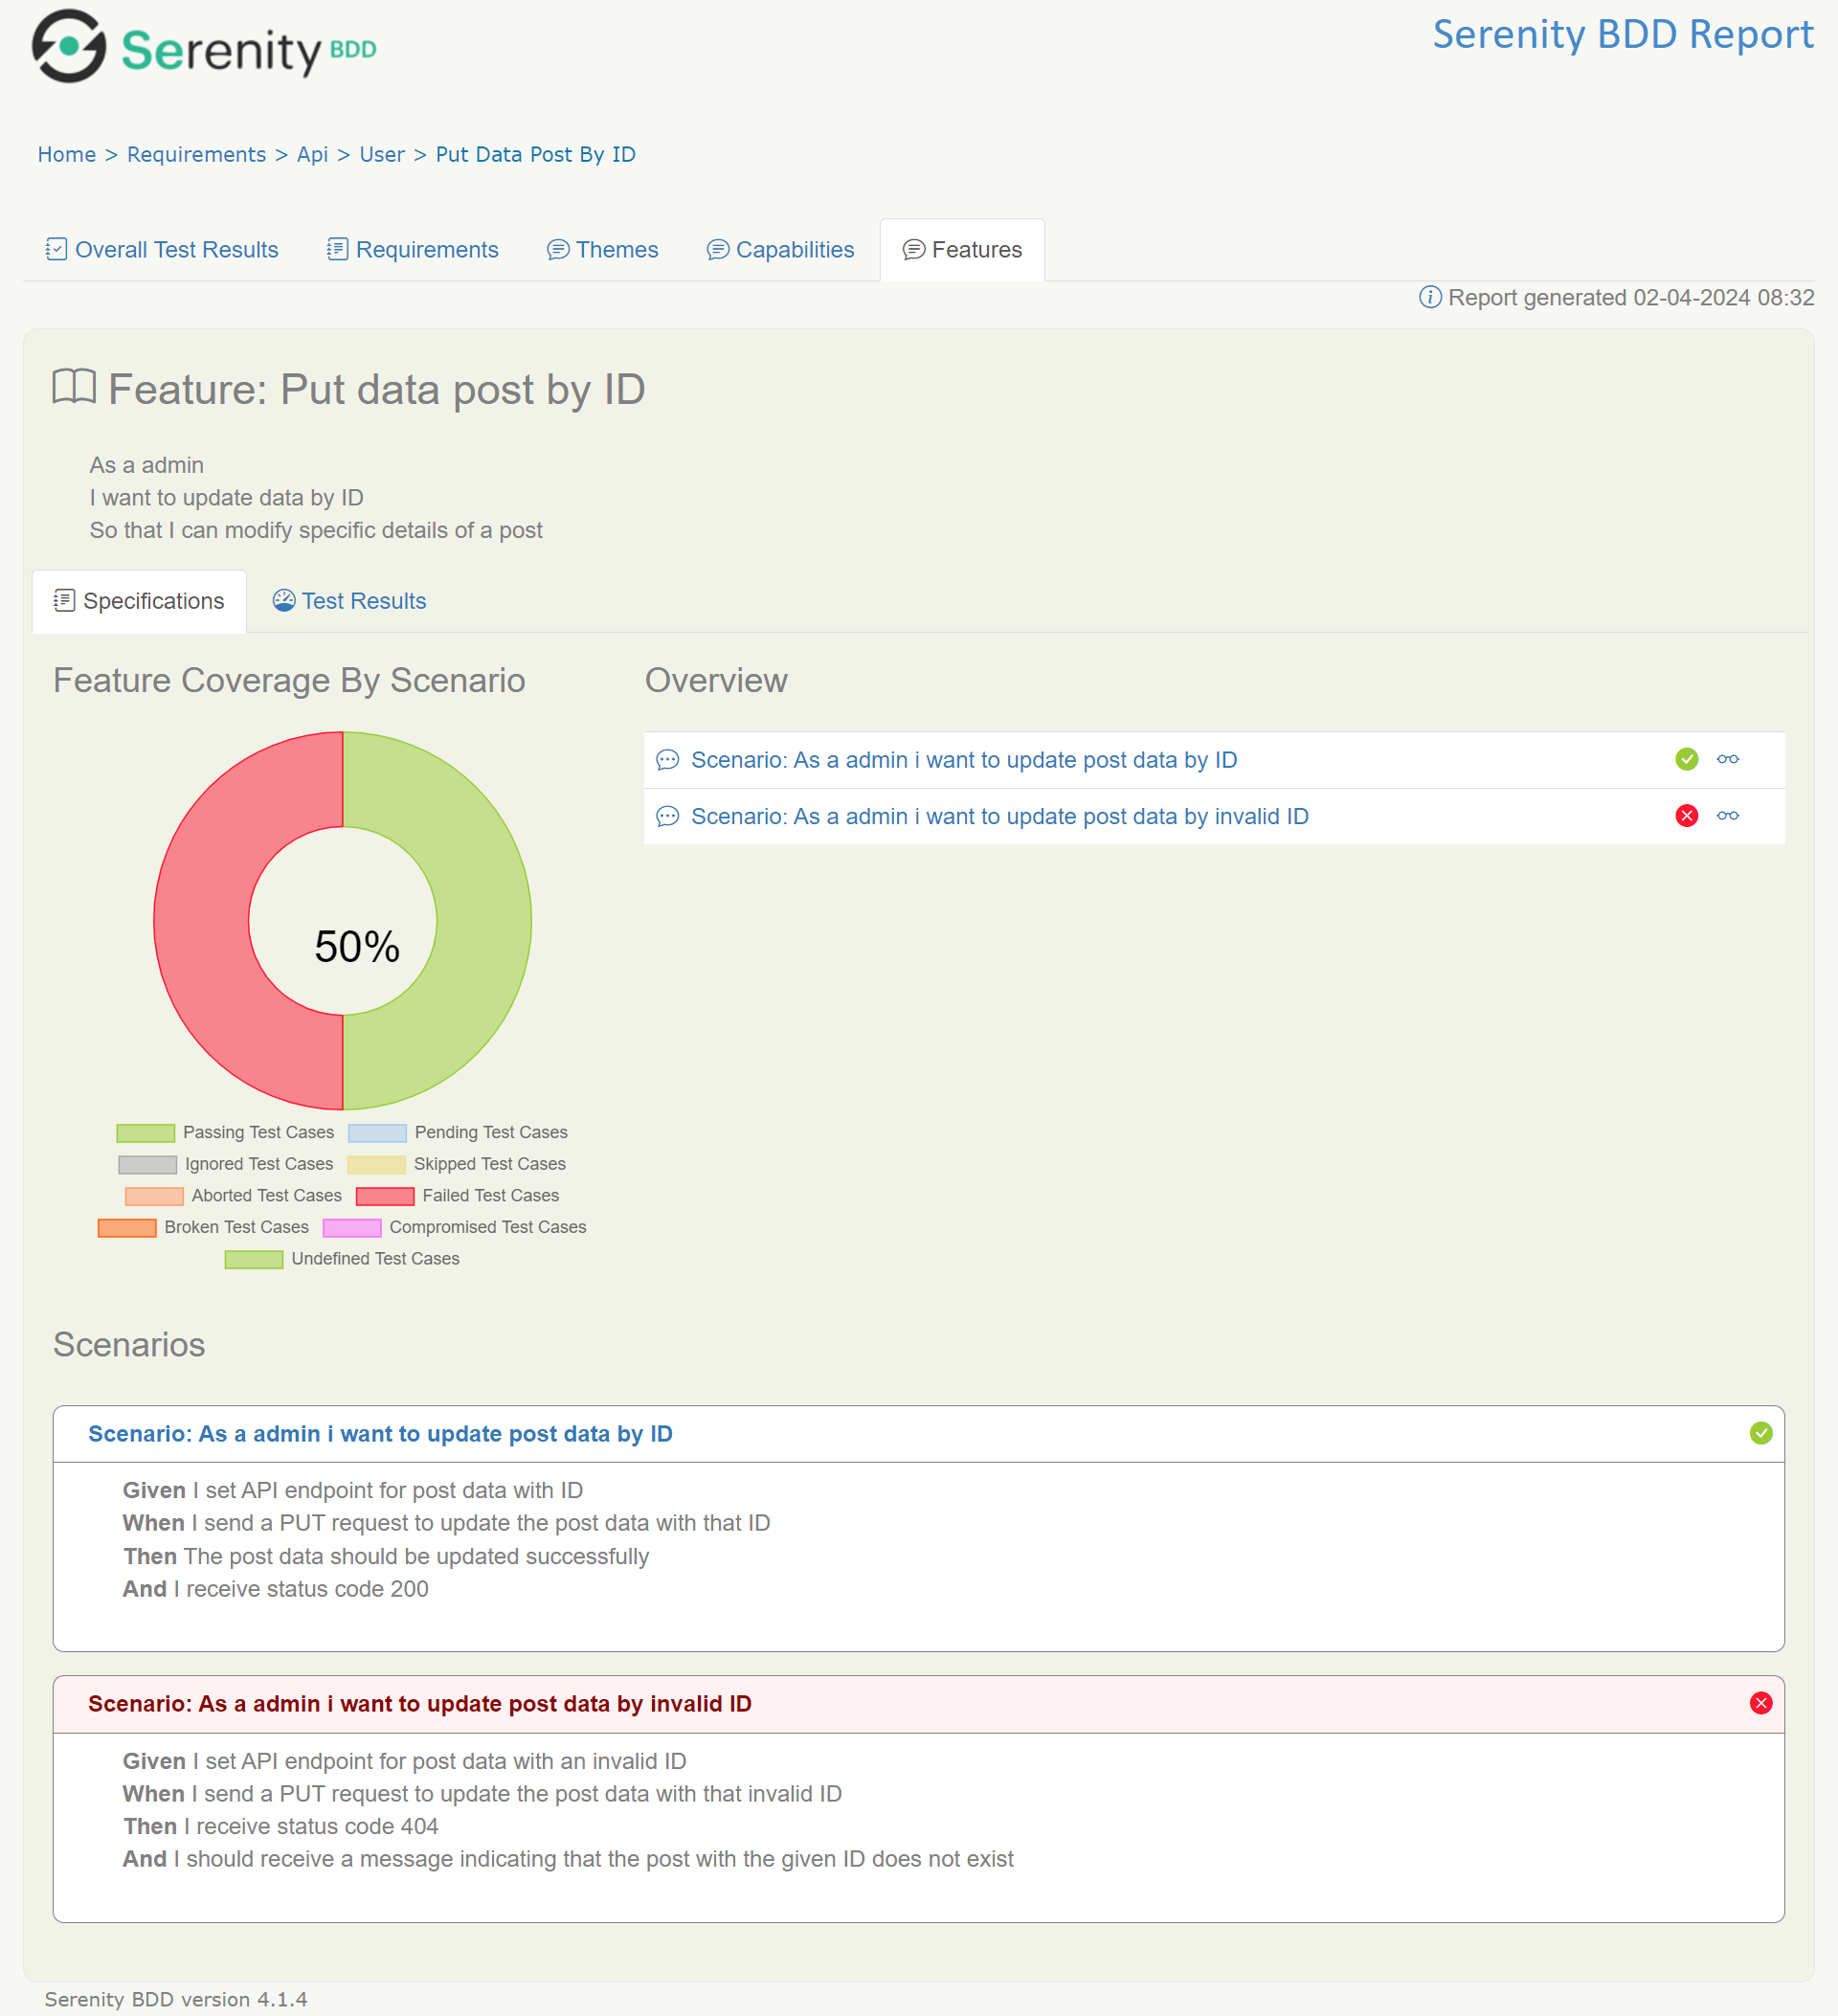 Serenity BDD
Serenity BDD Report
Home > Requirements > Api > User > Put Data Post By ID
Overall Test Results
Requirements
Themes
Capabilities
Features
Report generated 02-04-2024 08:32
Feature: Put data post by ID
As a admin
I want to update data by ID
So that I can modify specific details of a post
Specifications
Test Results
Feature Coverage By Scenario
50%
Passing Test Cases
Pending Test Cases
Ignored Test Cases
Skipped Test Cases
Aborted Test Cases
Failed Test Cases
Broken Test Cases
Compromised Test Cases
Undefined Test Cases
Overview
Scenario: As a admin i want to update post data by ID
Scenario: As a admin i want to update post data by invalid ID
Scenarios
Scenario: As a admin i want to update post data by ID
Given I set API endpoint for post data with ID
When I send a PUT request to update the post data with that ID
Then The post data should be updated successfully
And I receive status code 200
Scenario: As a admin i want to update post data by invalid ID
Given I set API endpoint for post data with an invalid ID
When I send a PUT request to update the post data with that invalid ID
Then I receive status code 404
And I should receive a message indicating that the post with the given ID does not exist
Serenity BDD version 4.1.4